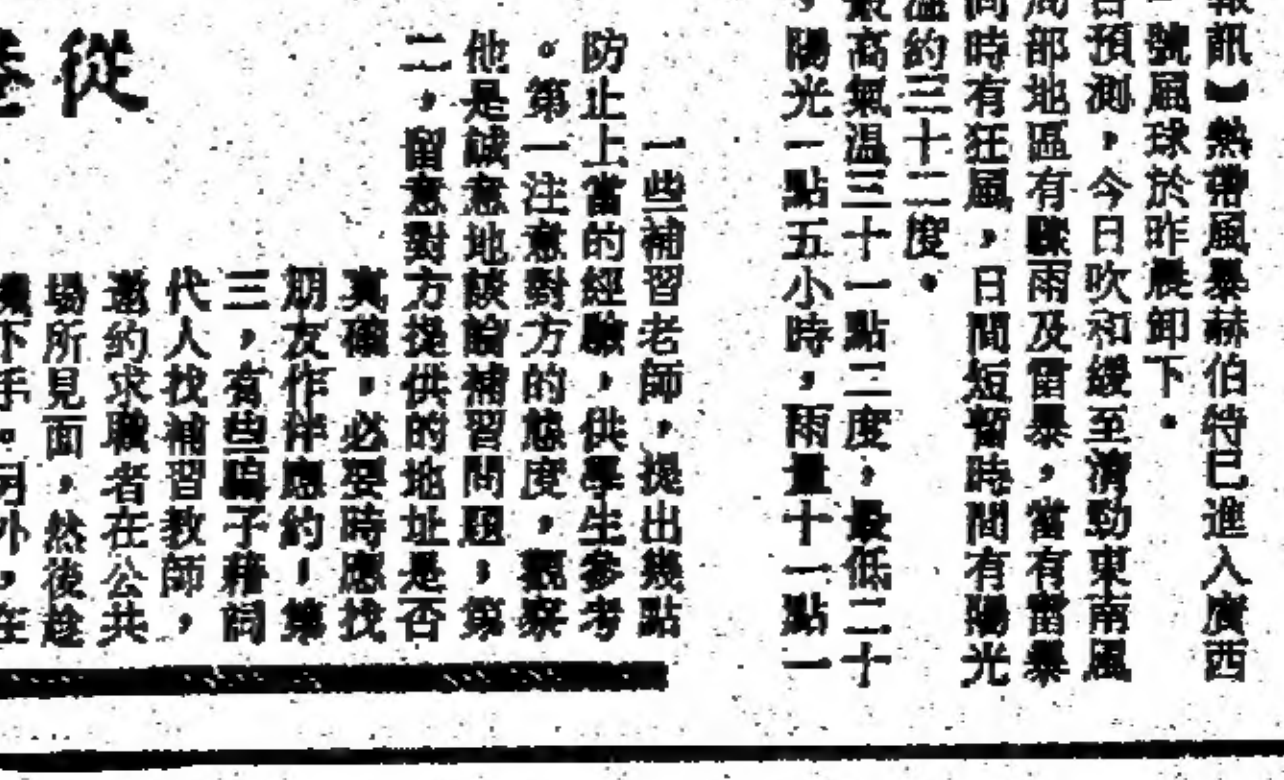 報訊】熱帶風暴赫伯特已進入廣西
號風球於昨晨卸下。
台預測，今日吹和緩至清勁東南風
局部地區有驟雨及雷暴，當有雷暴
同時有狂風，日間短暫時間有陽光
溫約三十二度。
最高氣溫三十一點二度，最低二十
，陽光一點五小時，雨量十一點一
一些補習老師，提出幾點
防止上當的經驗，供學生參考
。第一注意對方的態度，觀察
他是誠意地談論補習問題，第
二，留意對方提供的地址是否
真確，必要時應找
朋友作伴應約，第
三，有些騙子藉詞
代人找補習教師，
邀約求職者在公共
場所見面，然後趁
機下手。另外，在
從